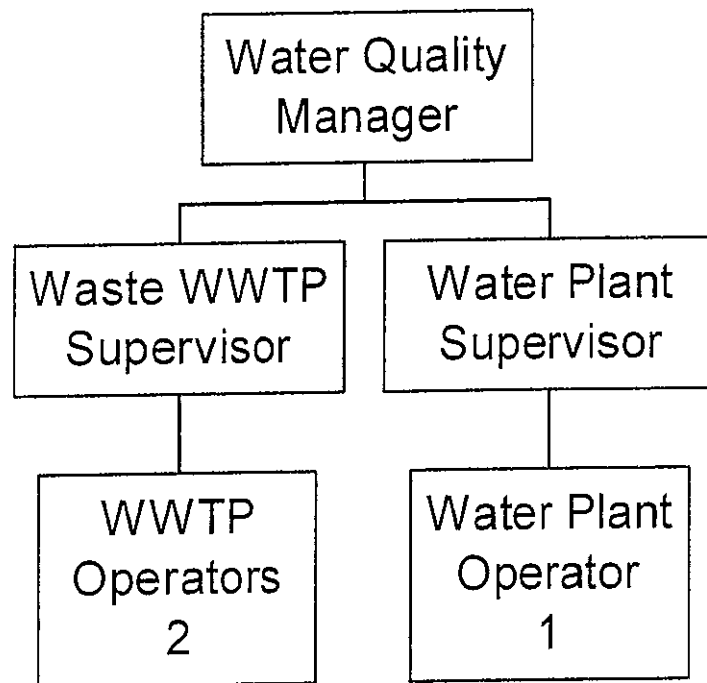 Water Quality
Manager
Waste WWTP
Supervisor
Water Plant
Supervisor
WWTP
Operators
2
Water Plant
Operator
1